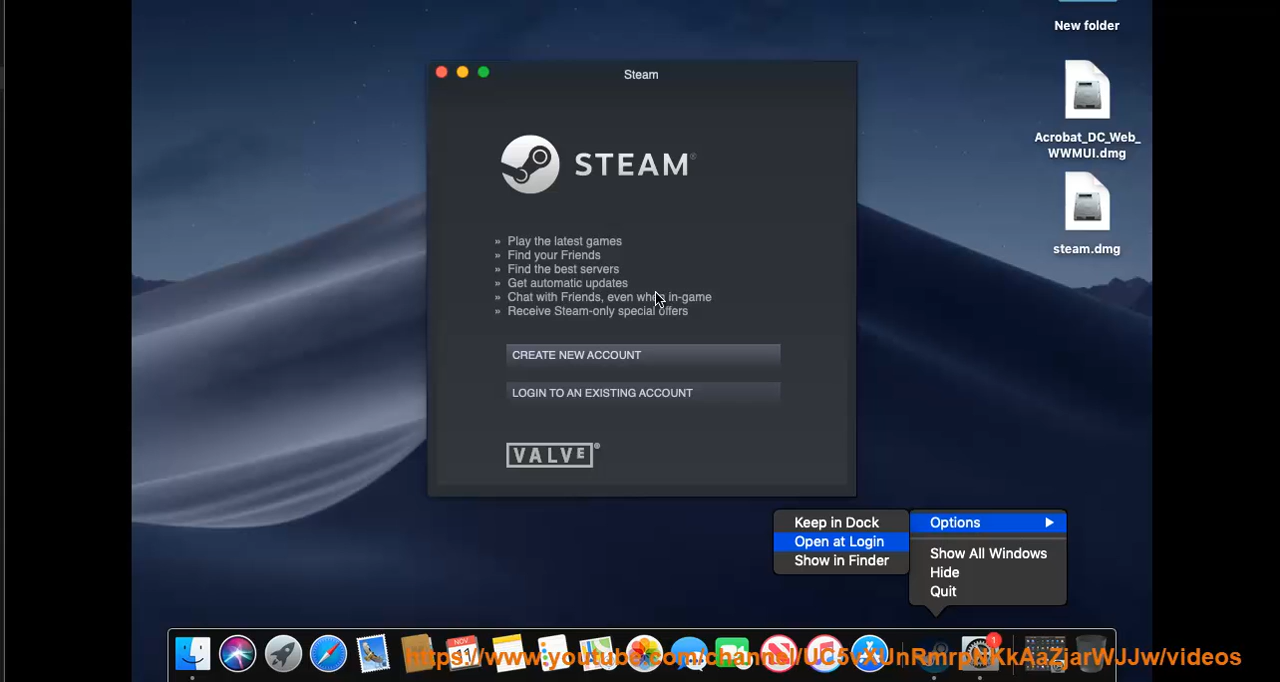 New folder
Acrobat_DC_Web_
WWMUI.dmg
steam.dmg
Steam
STEAM®
» Play the latest games
» Find your Friends
» Find the best servers
» Get automatic updates
» Chat with Friends, even when in-game
» Receive Steam-only special offers
CREATE NEW ACCOUNT
LOGIN TO AN EXISTING ACCOUNT
VALVE®
Keep in Dock
Open at Login
Show in Finder
Options
Show All Windows
Hide
Quit
NOV
1